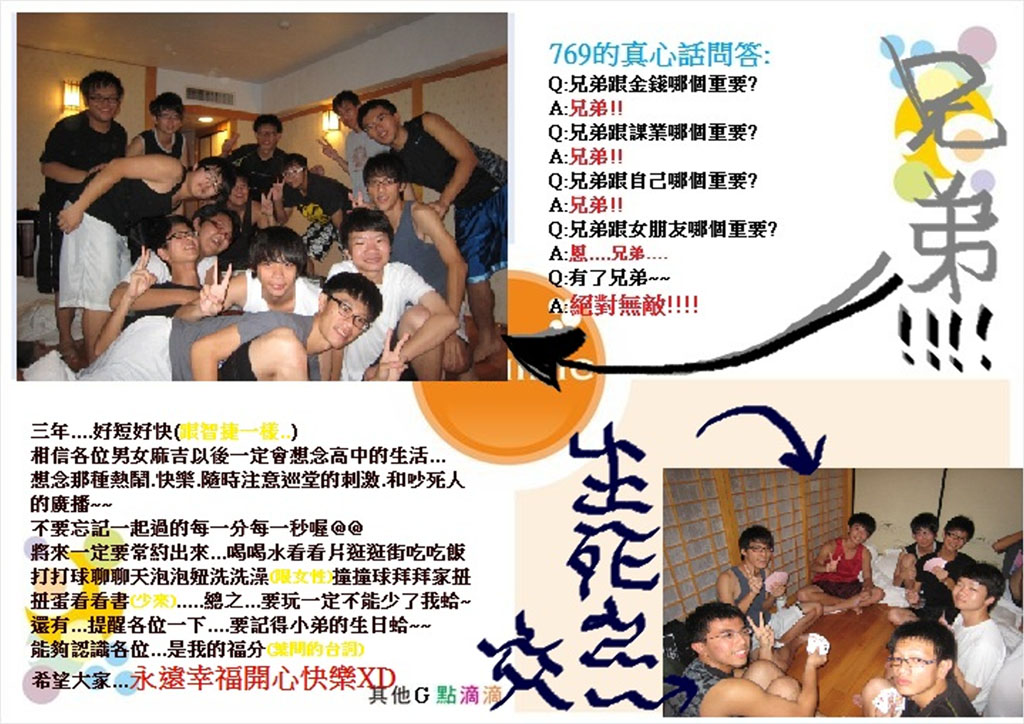 769的真心話問答:
Q:兄弟跟金錢哪個重要?
A:兄弟!!
Q:兄弟跟課業哪個重要?
A:兄弟!!
Q:兄弟跟自己哪個重要?
A:兄弟!!
Q:兄弟跟女朋友哪個重要?
A:恩....兄弟....
Q:有了兄弟~~
A:絕對無敵!!!!
兄弟!!!!
三年....好短好快(跟智捷一樣..)
相信各位男女麻吉以後一定會想念高中的生活...
想念那種熱鬧.快樂.隨時注意巡堂的刺激.和吵死人
的廣播~~
不要忘記一起過的每一分每一秒喔@@
將來一定要常約出來...喝喝水看看片逛逛街吃吃飯
打打球聊聊天泡泡妞洗洗澡(限女性)撞撞球拜拜家扭
扭蛋看看書(少來).....總之...要玩一定不能少了我蛤~
還有...提醒各位一下....要記得小弟的生日蛤~~
能夠認識各位...是我的福分(葉問的台詞)
希望大家...永遠幸福開心快樂XD
其他G點滴滴
生死之
交